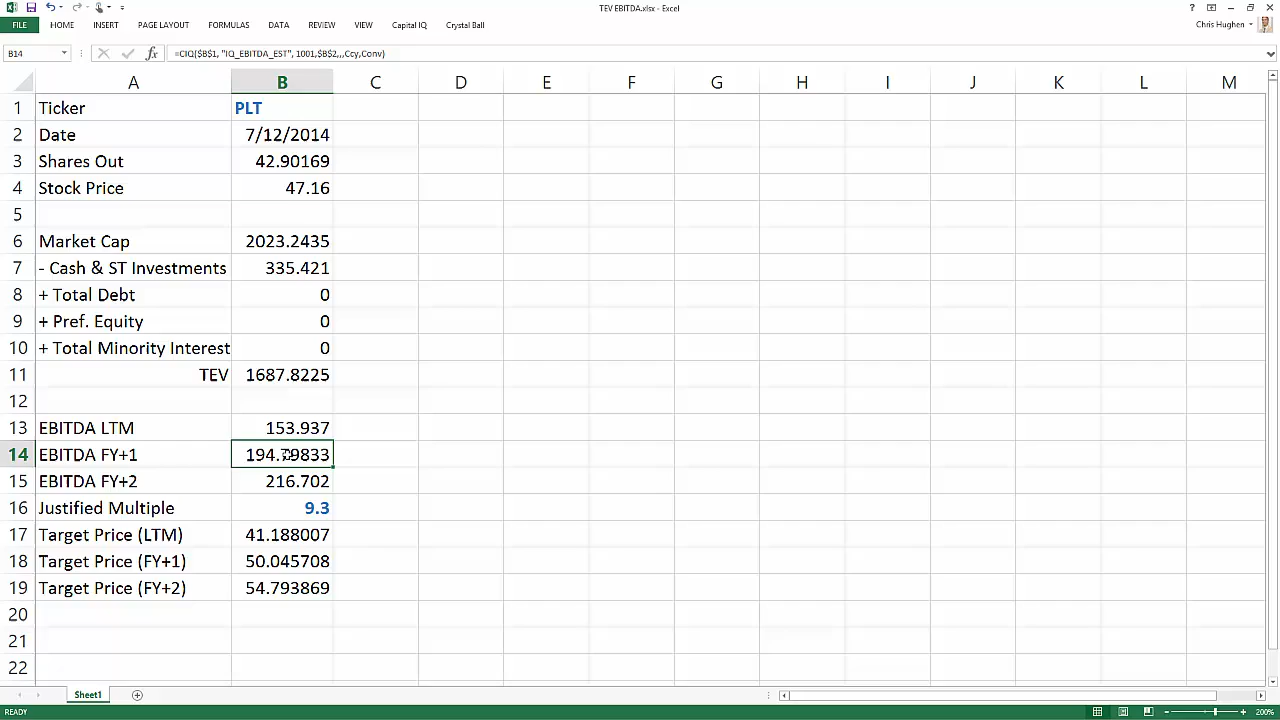 TEV EBITDA.xlsx - Excel
FILE HOME INSERT PAGE LAYOUT FORMULAS DATA REVIEW VIEW Capital IQ Crystal Ball Chris Hughen
B14 fx =CIQ($B$1, "IQ_EBITDA_EST", 1001,$B$2,,,Ccy,Conv)
A B C D E F G H I J K L M
1 Ticker PLT
2 Date 7/12/2014
3 Shares Out 42.90169
4 Stock Price 47.16
5
6 Market Cap 2023.2435
7 - Cash & ST Investments 335.421
8 + Total Debt 0
9 + Pref. Equity 0
10 + Total Minority Interest 0
11 TEV 1687.8225
12
13 EBITDA LTM 153.937
14 EBITDA FY+1
15 EBITDA FY+2 216.702
16 Justified Multiple 9.3
17 Target Price (LTM) 41.188007
18 Target Price (FY+1) 50.045708
19 Target Price (FY+2) 54.793869
20
21
22
Sheet1
READY 200%